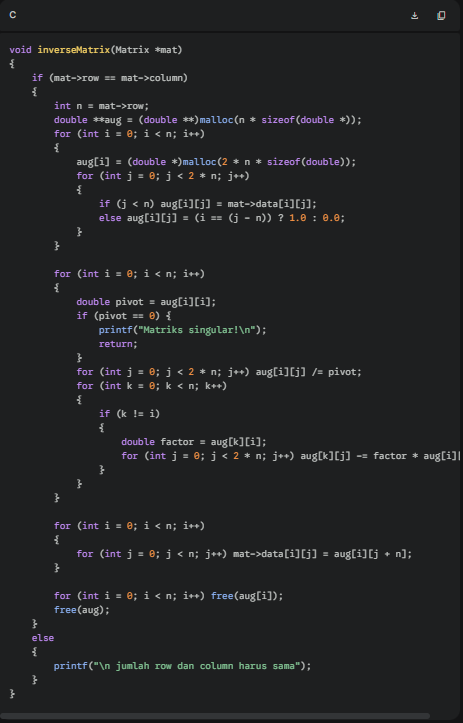 C
void inverseMatrix(Matrix *mat)
{
    if (mat->row == mat->column)
    {
        int n = mat->row;
        double **aug = (double **)malloc(n * sizeof(double *));
        for (int i = 0; i < n; i++)
        {
            aug[i] = (double *)malloc(2 * n * sizeof(double));
            for (int j = 0; j < 2 * n; j++)
            {
                if (j < n) aug[i][j] = mat->data[i][j];
                else aug[i][j] = (i == (j - n)) ? 1.0 : 0.0;
            }
        }

        for (int i = 0; i < n; i++)
        {
            double pivot = aug[i][i];
            if (pivot == 0) {
                printf("Matriks singular!\n");
                return;
            }
            for (int j = 0; j < 2 * n; j++) aug[i][j] /= pivot;
            for (int k = 0; k < n; k++)
            {
                if (k != i)
                {
                    double factor = aug[k][i];
                    for (int j = 0; j < 2 * n; j++) aug[k][j] -= factor * aug[i][
                }
            }
        }

        for (int i = 0; i < n; i++)
        {
            for (int j = 0; j < n; j++) mat->data[i][j] = aug[i][j + n];
        }

        for (int i = 0; i < n; i++) free(aug[i]);
        free(aug);
    }
    else
    {
        printf("\n jumlah row dan column harus sama");
    }
}